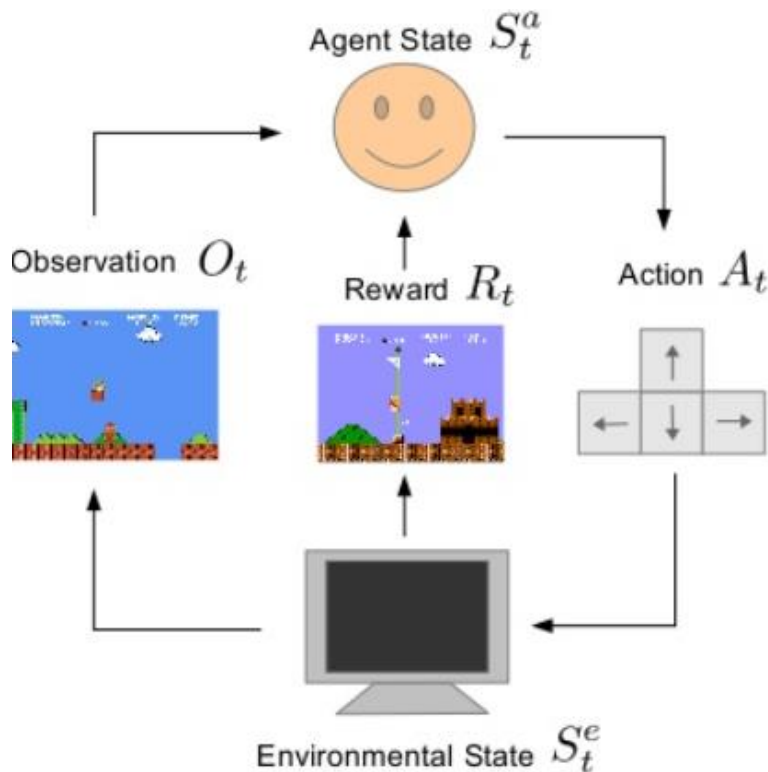 Agent State $S_t^a$
Observation $O_t$
Reward $R_t$
Action $A_t$
Environmental State $S_t^e$